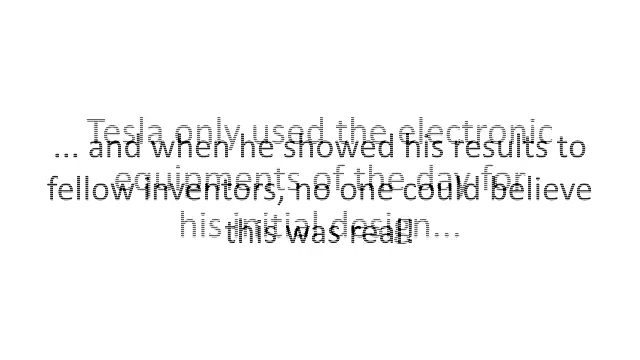 Tesla only used the electronic
equipments of the day for
his initial design...
... and when he showed his results to
fellow inventors, no one could believe
this was real!